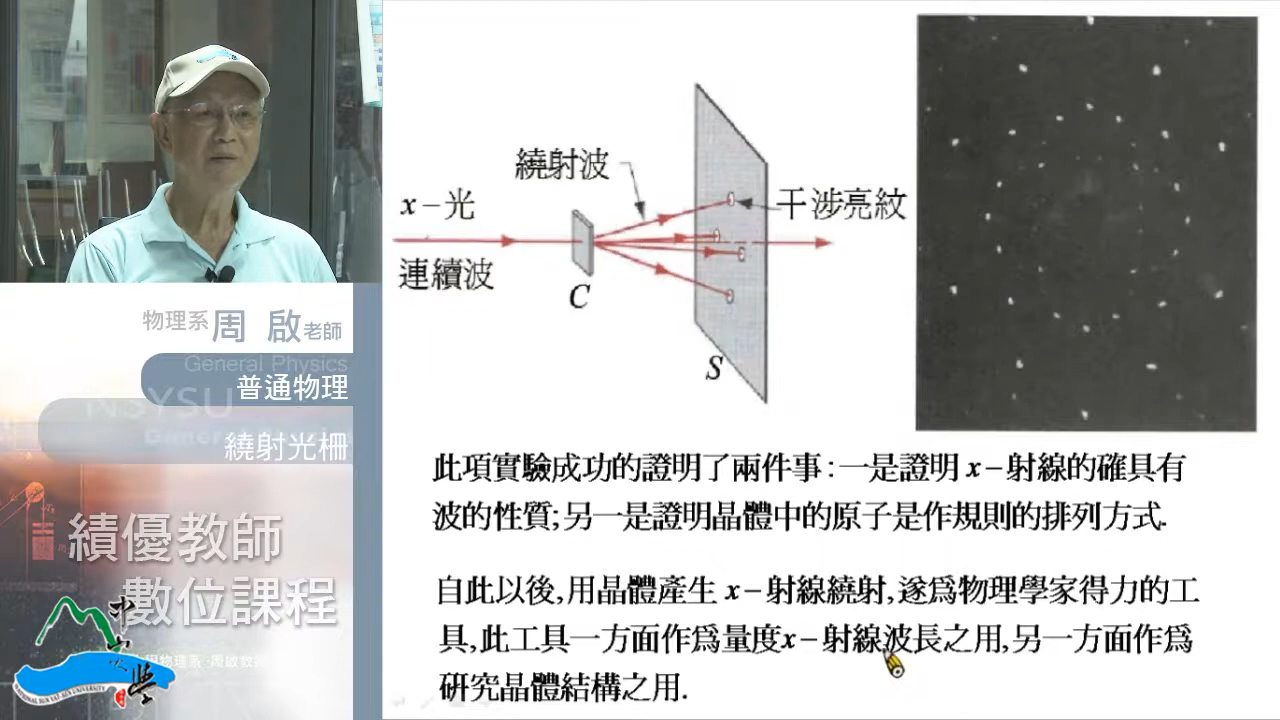 物理系周 啟老師
General Physics
普通物理
NSYSU
繞射光柵
績優教師
數位課程
NATIONAL SUN YAT-SEN UNIVERSITY
繞射波
x－光
干涉亮紋
連續波
C
S
此項實驗成功的證明了兩件事:一是證明 x－射線的確具有
波的性質;另一是證明晶體中的原子是作規則的排列方式.
自此以後,用晶體產生 x－射線繞射,遂爲物理學家得力的工
具,此工具一方面作爲量度x－射線波長之用,另一方面作爲
研究晶體結構之用.